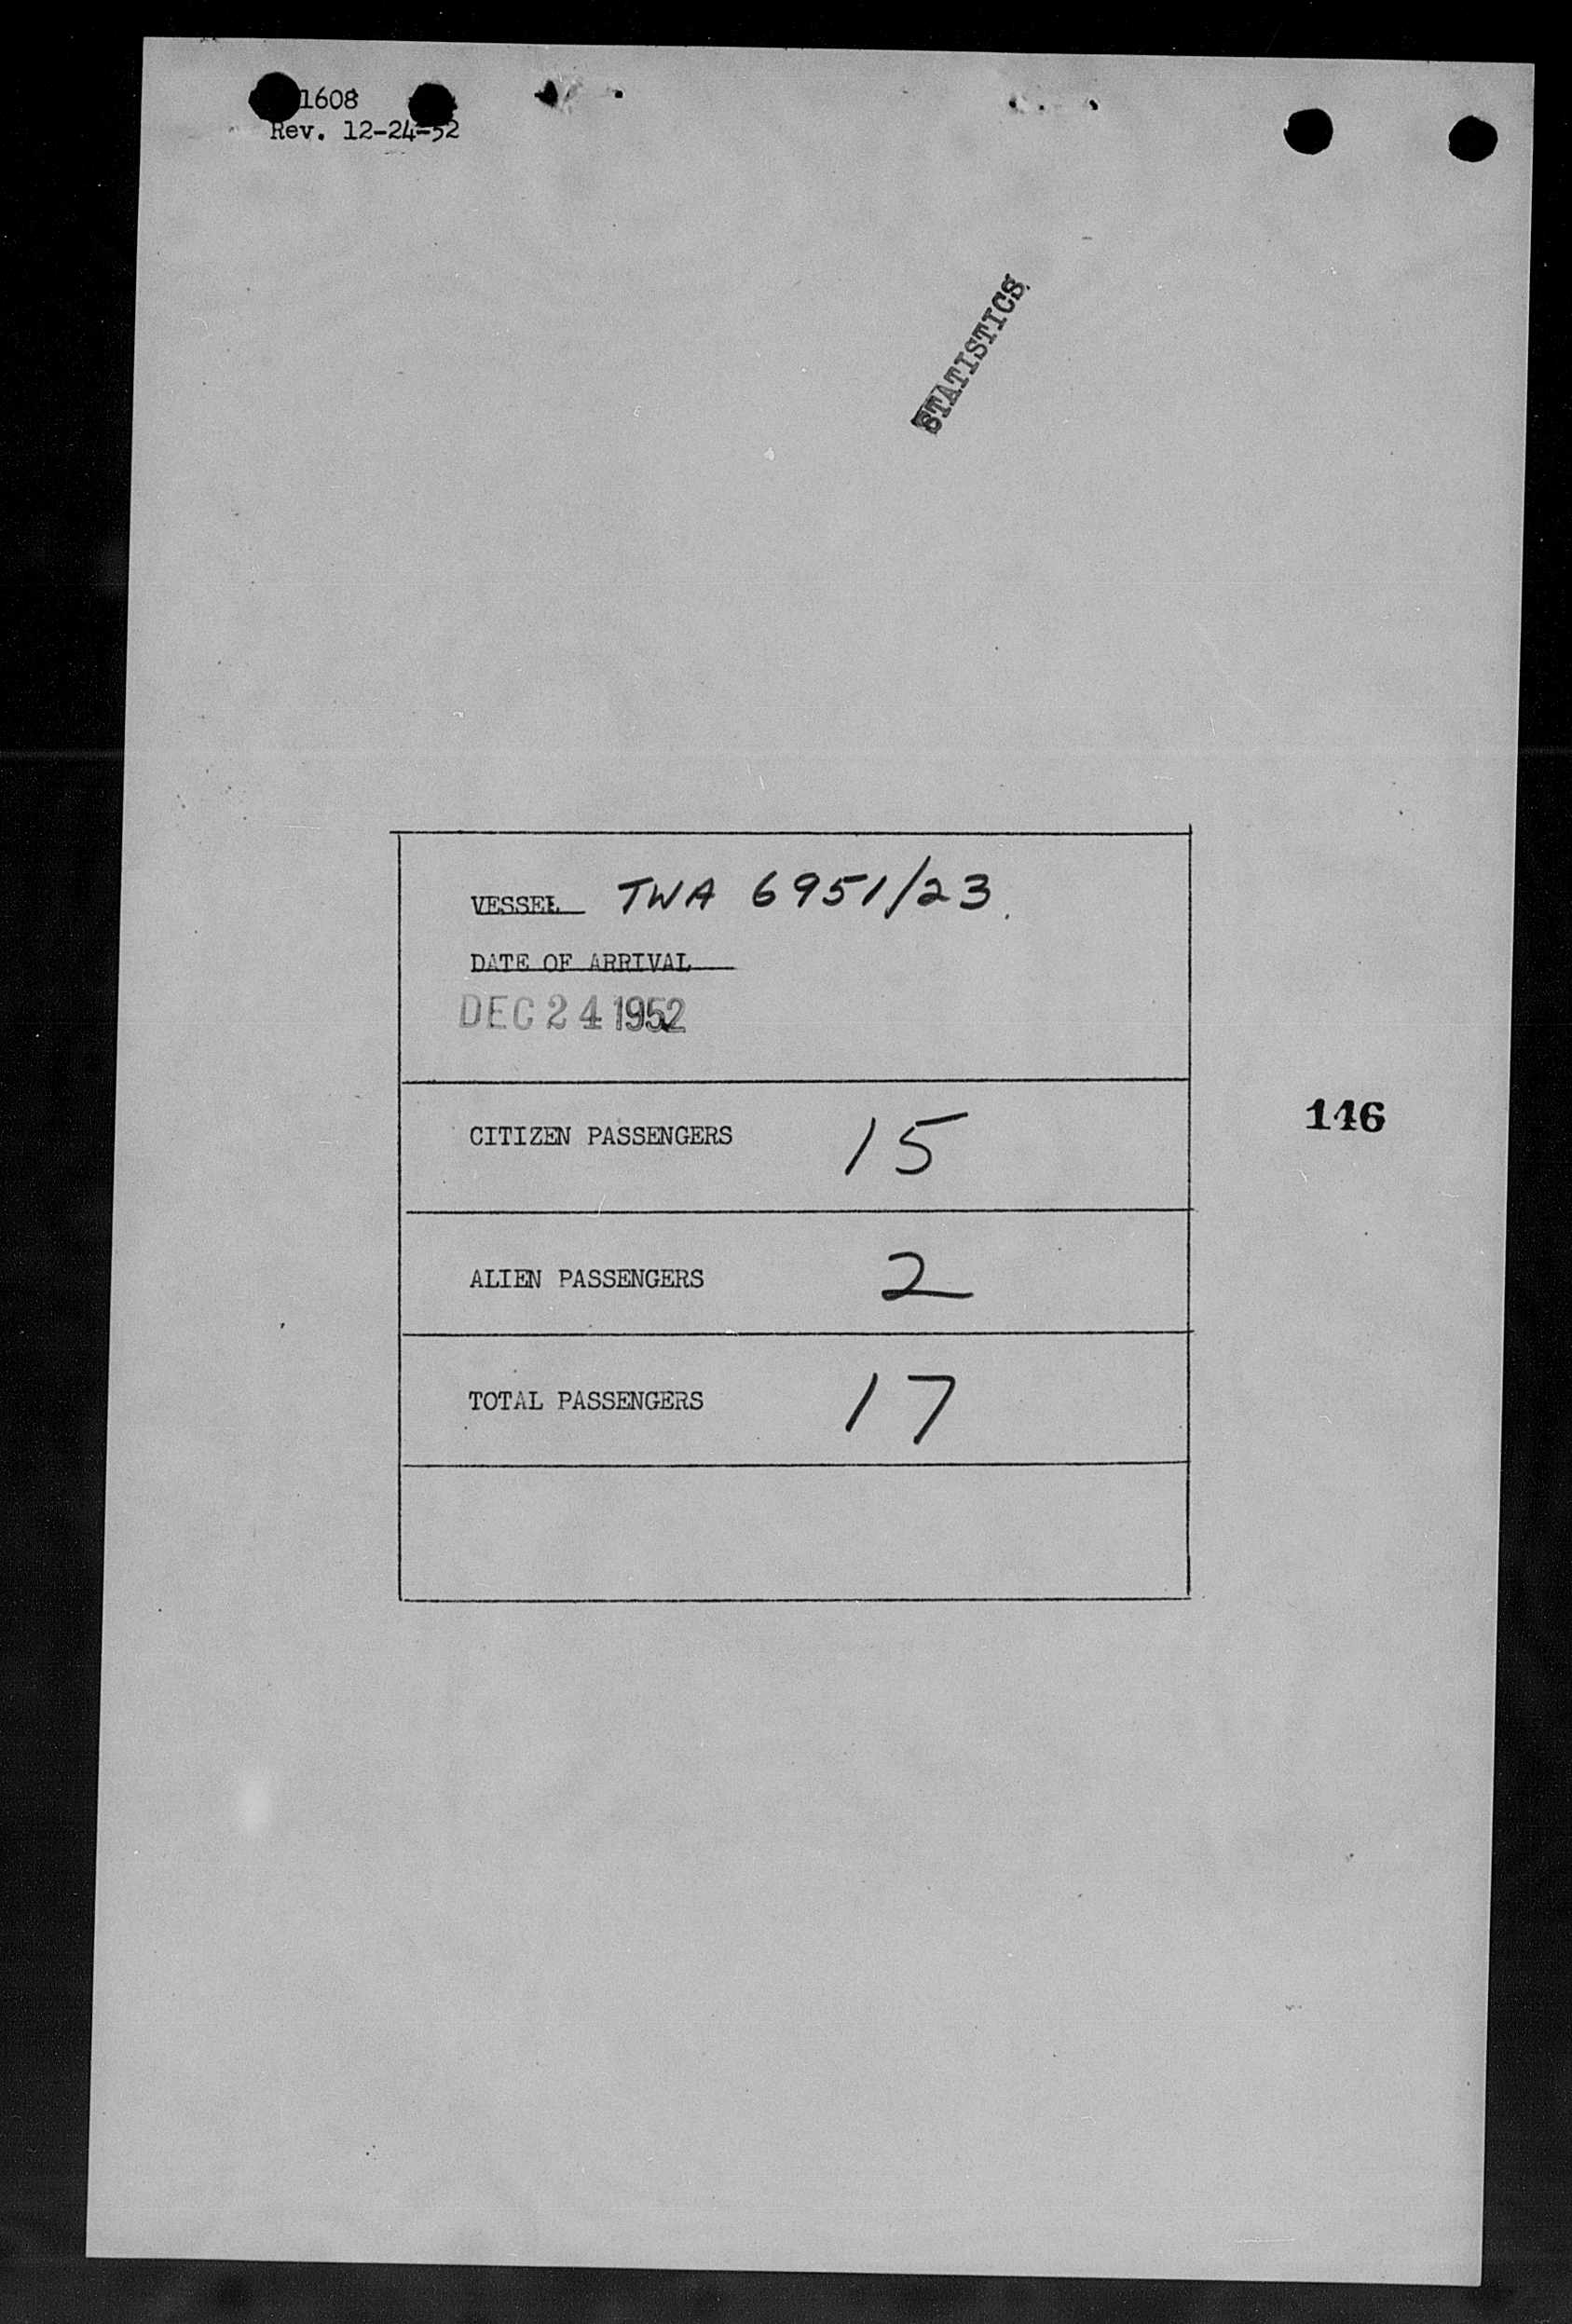 1608
Rev. 12-24-52
STATISTICS
VESSEL TWA 6951/23
DATE OF ARRIVAL
DEC 24 1952
CITIZEN PASSENGERS 15
146
ALIEN PASSENGERS 2
TOTAL PASSENGERS 17